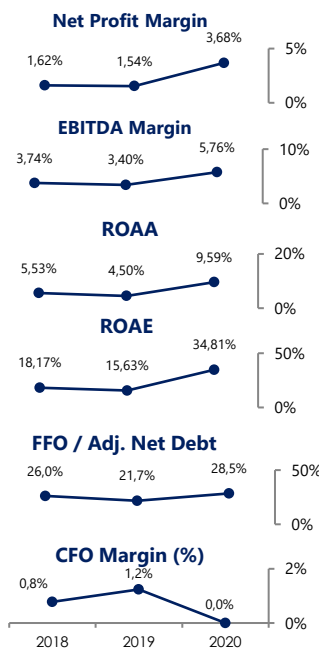 Net Profit Margin
1,62% 1,54% 3,68% 5%
0%
EBITDA Margin
3,74% 3,40% 5,76% 10%
0%
ROAA
5,53% 4,50% 9,59% 20%
0%
ROAE
18,17% 15,63% 34,81% 50%
0%
FFO / Adj. Net Debt
26,0% 21,7% 28,5% 50%
0%
CFO Margin (%)
0,8% 1,2% 0,0% 2%
0%
2018 2019 2020